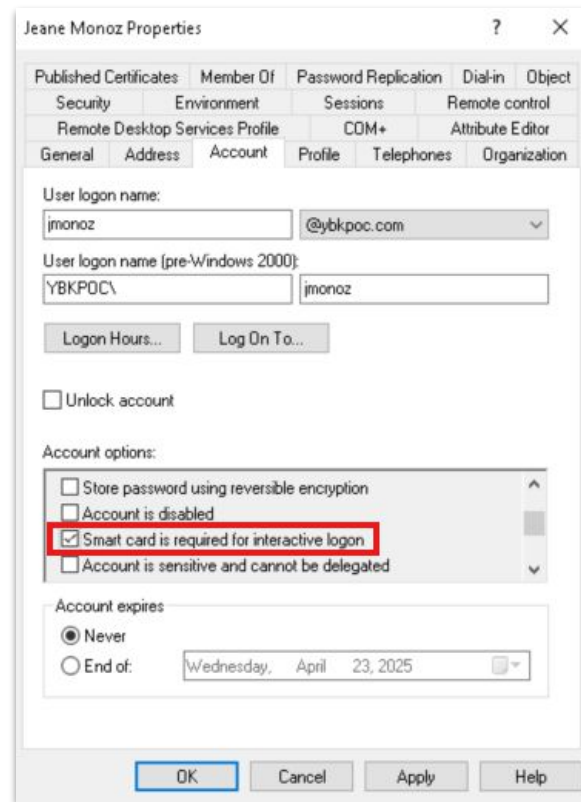 Jeane Monoz Properties
? ×
Published Certificates Member Of Password Replication Dial-in Object
Security Environment Sessions Remote control
Remote Desktop Services Profile COM+ Attribute Editor
General Address Account Profile Telephones Organization
User logon name:
jmonoz @ybkpoc.com
User logon name (pre-Windows 2000):
YBKPOC\ jmonoz
Logon Hours... Log On To...
Unlock account
Account options:
Store password using reversible encryption
Account is disabled
Smart card is required for interactive logon
Account is sensitive and cannot be delegated
Account expires
Never
End of: Wednesday, April 23, 2025
OK Cancel Apply Help